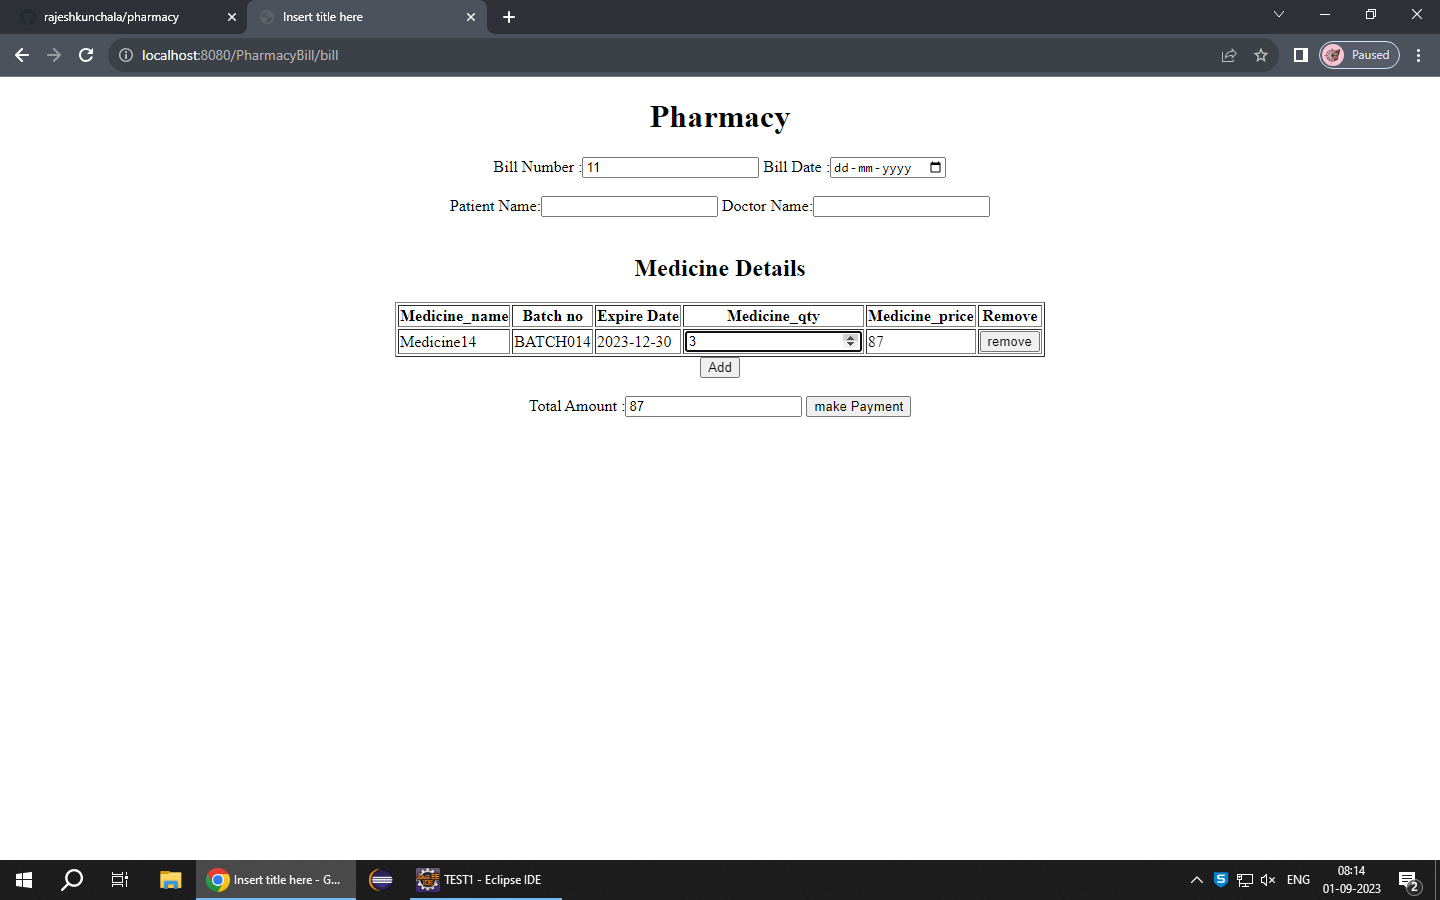 rajeshkunchala/pharmacy
Insert title here
localhost:8080/PharmacyBill/bill
Paused
Pharmacy
Bill Number :11 Bill Date :dd-mm-yyyy
Patient Name: Doctor Name:
Medicine Details
Medicine_name Batch no Expire Date Medicine_qty Medicine_price Remove
Medicine14 BATCH014 2023-12-30 3 87 remove
Add
Total Amount :87 make Payment
Insert title here - G...
JAVA EE
IDE
TEST1 - Eclipse IDE
S
ENG
08:14
01-09-2023
2